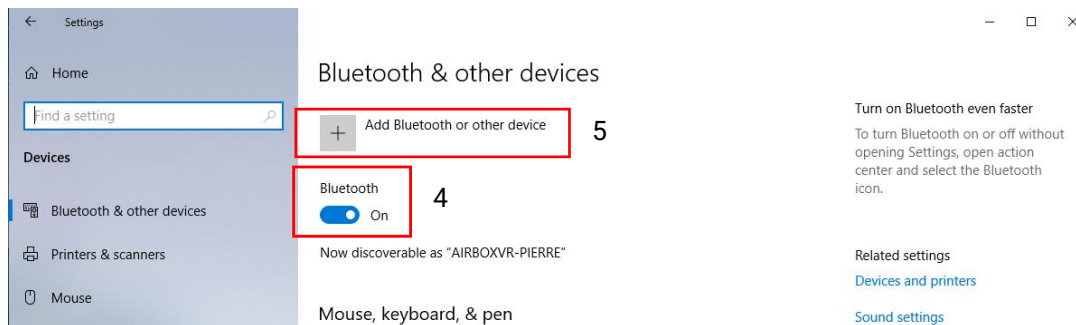 Settings
Home
Find a setting
Devices
Bluetooth & other devices
Printers & scanners
Mouse
Bluetooth & other devices
Add Bluetooth or other device
5
Bluetooth
On
4
Now discoverable as “AIRBOXVR-PIERRE”
Mouse, keyboard, & pen
Turn on Bluetooth even faster
To turn Bluetooth on or off without
opening Settings, open action
center and select the Bluetooth
icon.
Related settings
Devices and printers
Sound settings